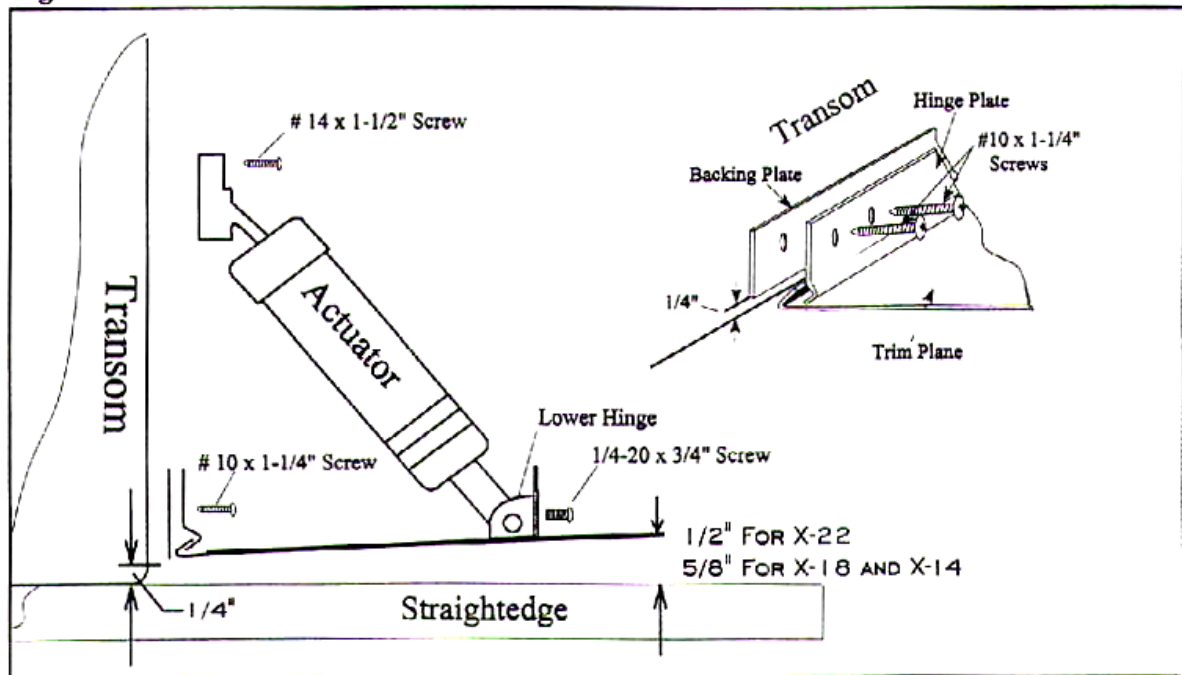 # 14 x 1-1/2" Screw
Transom
Hinge Plate
#10 x 1-1/4"
Screws
Backing Plate
1/4"
Trim Plane
Transom
Actuator
Lower Hinge
# 10 x 1-1/4" Screw
1/4-20 x 3/4" Screw
1/2" FOR X-22
5/8" FOR X-18 AND X-14
1/4"
Straightedge